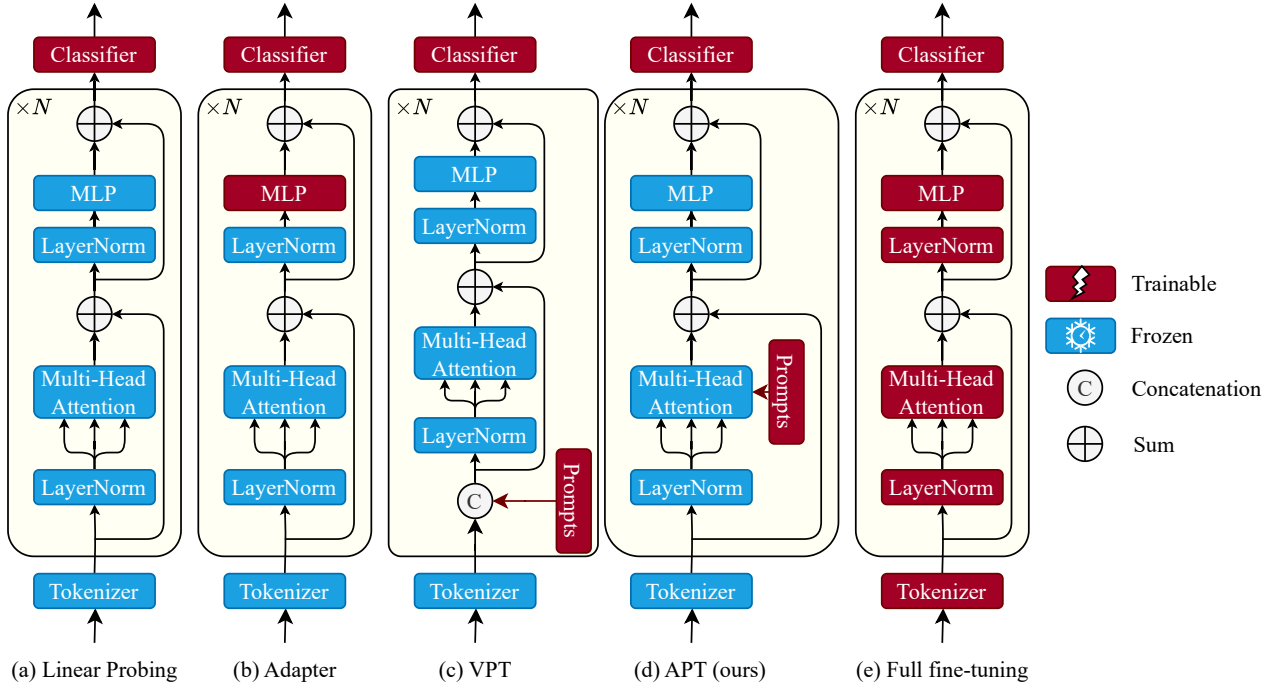 Classifier
×N
MLP
LayerNorm
Multi-Head
Attention
LayerNorm
Tokenizer
(a) Linear Probing
Classifier
×N
MLP
LayerNorm
Multi-Head
Attention
LayerNorm
Tokenizer
(b) Adapter
Classifier
×N
MLP
LayerNorm
Multi-Head
Attention
LayerNorm
C
Prompts
Tokenizer
(c) VPT
Classifier
×N
MLP
LayerNorm
Multi-Head
Attention
Prompts
LayerNorm
Tokenizer
(d) APT (ours)
Classifier
×N
MLP
LayerNorm
Multi-Head
Attention
LayerNorm
Tokenizer
(e) Full fine-tuning
Trainable
Frozen
C Concatenation
Sum